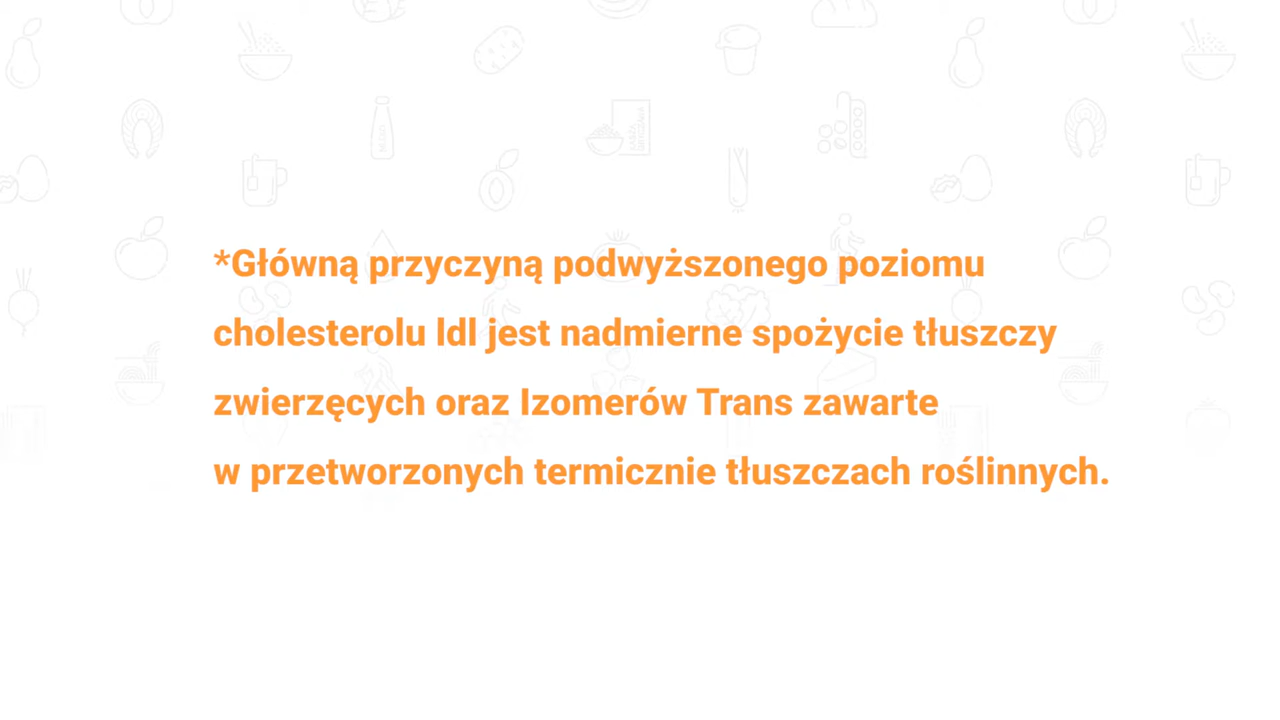 *Główną przyczyną podwyższonego poziomu
cholesterolu ldl jest nadmierne spożycie tłuszczy
zwierzęcych oraz Izomerów Trans zawarte
w przetworzonych termicznie tłuszczach roślinnych.